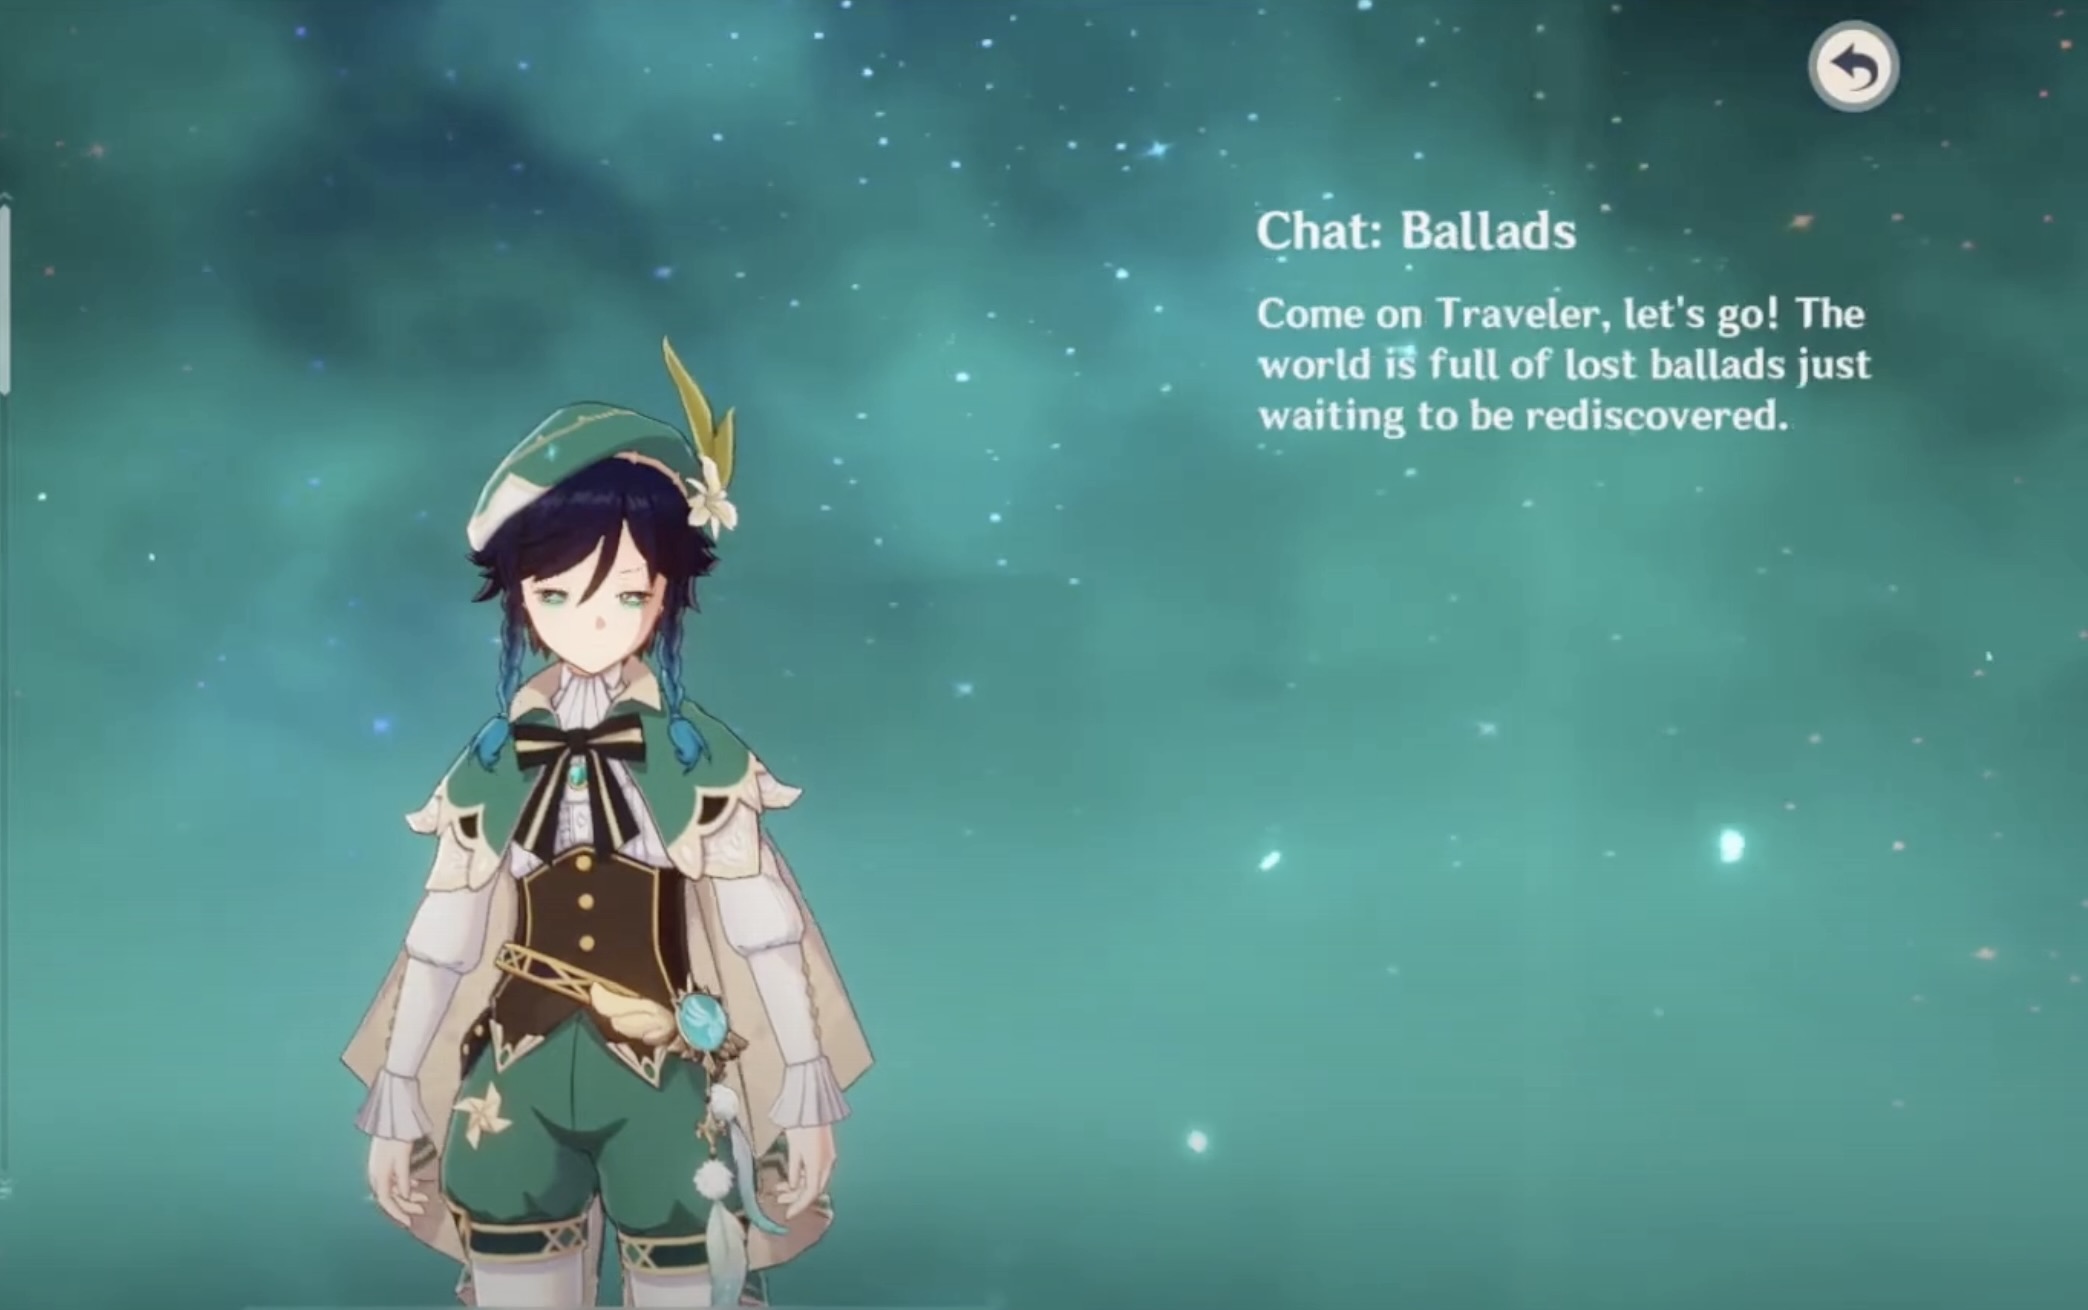 Chat: Ballads
Come on Traveler, let's go! The
world is full of lost ballads just
waiting to be rediscovered.